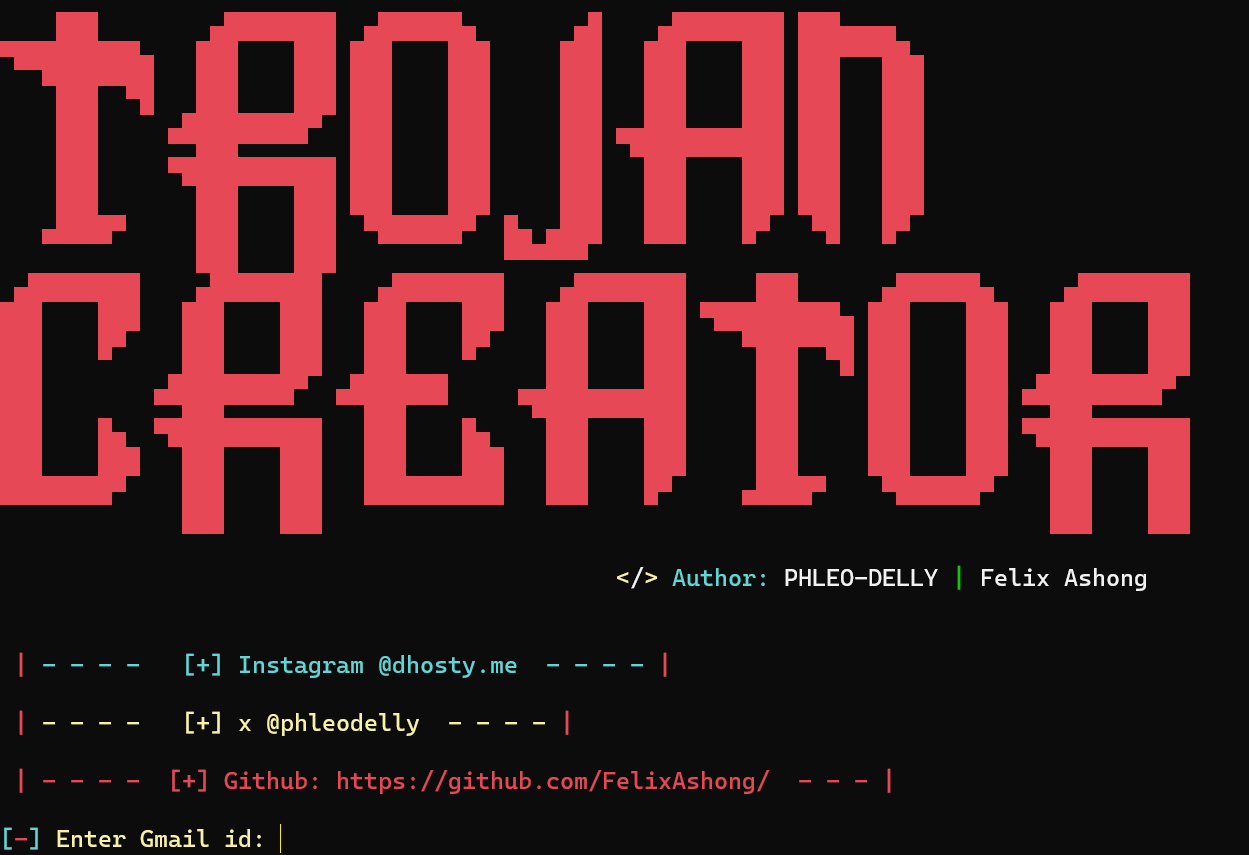 TROJAN
CREATOR
</> Author: PHLEO-DELLY | Felix Ashong
| - - - - [+] Instagram @dhosty.me - - - - |
| - - - - [+] x @phleodelly - - - - |
| - - - - [+] Github: https://github.com/FelixAshong/ - - - |
[-] Enter Gmail id: